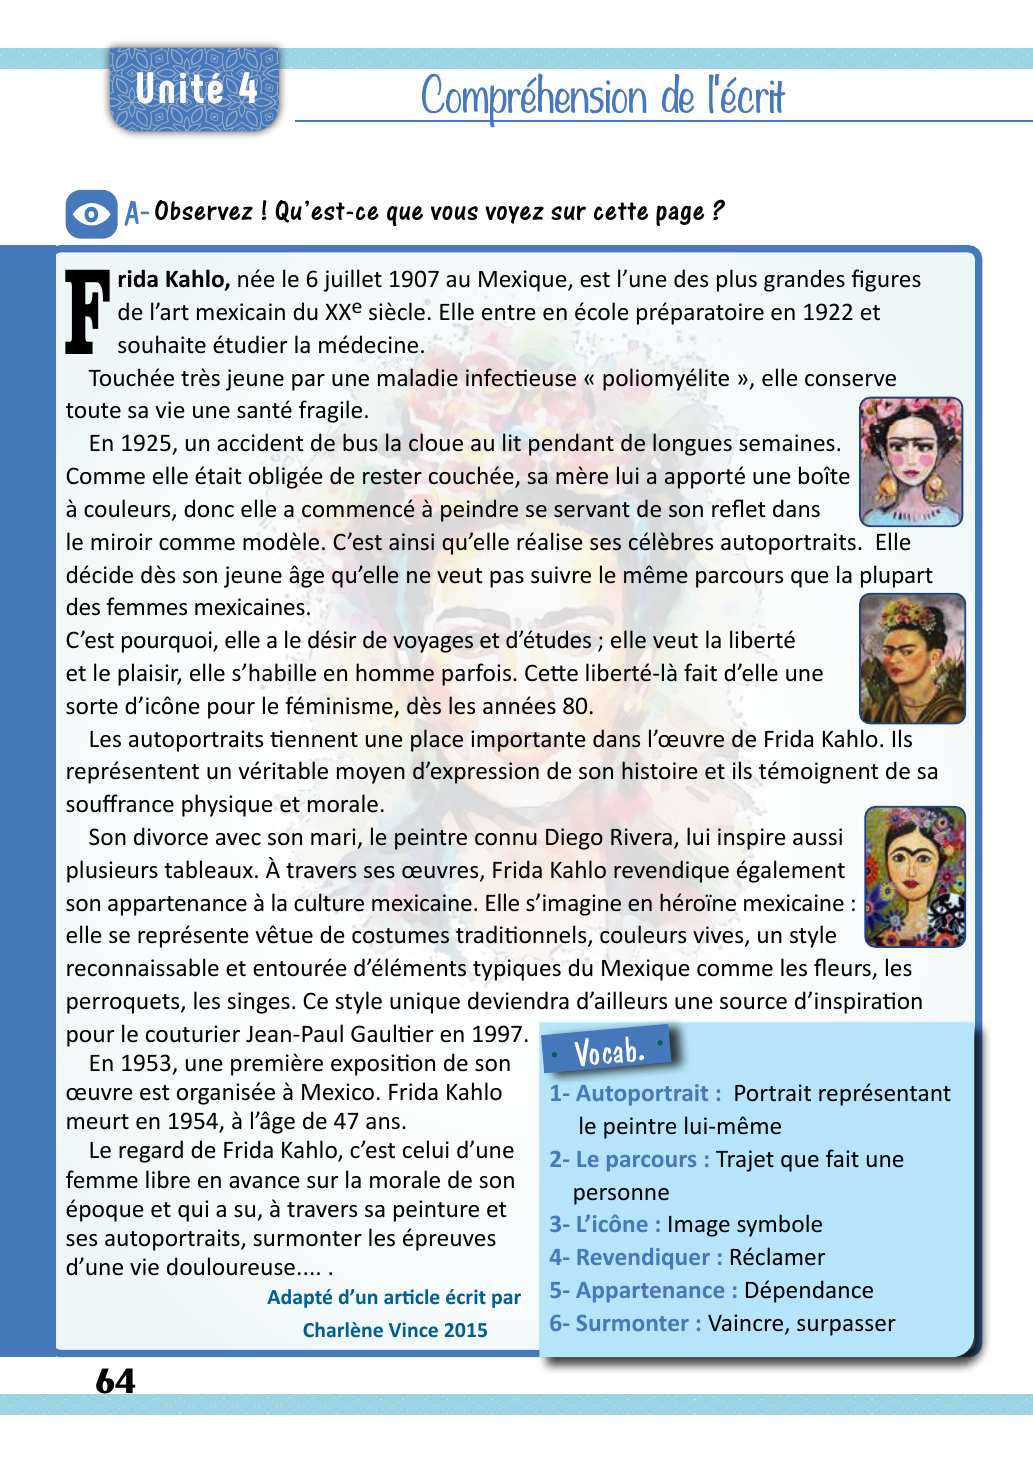 Unité 4
Compréhension de l'écrit
A- Observez ! Qu'est-ce que vous voyez sur cette page ?
Frida Kahlo, née le 6 juillet 1907 au Mexique, est l'une des plus grandes figures
de l'art mexicain du XXe siècle. Elle entre en école préparatoire en 1922 et
souhaite étudier la médecine.
Touchée très jeune par une maladie infectieuse « poliomyélite », elle conserve
toute sa vie une santé fragile.
En 1925, un accident de bus la cloue au lit pendant de longues semaines.
Comme elle était obligée de rester couchée, sa mère lui a apporté une boîte
à couleurs, donc elle a commencé à peindre se servant de son reflet dans
le miroir comme modèle. C'est ainsi qu'elle réalise ses célèbres autoportraits. Elle
décide dès son jeune âge qu'elle ne veut pas suivre le même parcours que la plupart
des femmes mexicaines.
C'est pourquoi, elle a le désir de voyages et d'études ; elle veut la liberté
et le plaisir, elle s'habille en homme parfois. Cette liberté-là fait d'elle une
sorte d'icône pour le féminisme, dès les années 80.
Les autoportraits tiennent une place importante dans l'œuvre de Frida Kahlo. Ils
représentent un véritable moyen d'expression de son histoire et ils témoignent de sa
souffrance physique et morale.
Son divorce avec son mari, le peintre connu Diego Rivera, lui inspire aussi
plusieurs tableaux. À travers ses œuvres, Frida Kahlo revendique également
son appartenance à la culture mexicaine. Elle s'imagine en héroïne mexicaine :
elle se représente vêtue de costumes traditionnels, couleurs vives, un style
reconnaissable et entourée d'éléments typiques du Mexique comme les fleurs, les
perroquets, les singes. Ce style unique deviendra d'ailleurs une source d'inspiration
pour le couturier Jean-Paul Gaultier en 1997.
En 1953, une première exposition de son
œuvre est organisée à Mexico. Frida Kahlo
meurt en 1954, à l'âge de 47 ans.
Le regard de Frida Kahlo, c'est celui d'une
femme libre en avance sur la morale de son
époque et qui a su, à travers sa peinture et
ses autoportraits, surmonter les épreuves
d'une vie douloureuse.... .
Adapté d'un article écrit par
Charlène Vince 2015
Vocab.
1- Autoportrait : Portrait représentant
le peintre lui-même
2- Le parcours : Trajet que fait une
personne
3- L'icône : Image symbole
4- Revendiquer : Réclamer
5- Appartenance : Dépendance
6- Surmonter : Vaincre, surpasser
64